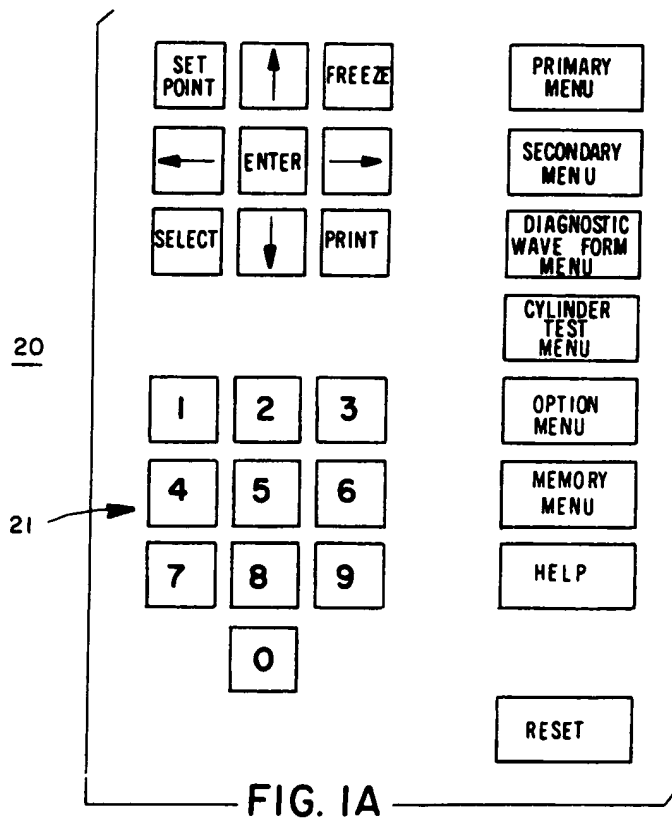 SET
POINT
FREEZE
ENTER
SELECT
PRINT
PRIMARY
MENU
SECONDARY
MENU
DIAGNOSTIC
WAVE FORM
MENU
CYLINDER
TEST
MENU
OPTION
MENU
MEMORY
MENU
HELP
RESET
20
21
1 2 3
4 5 6
7 8 9
0
FIG. 1A